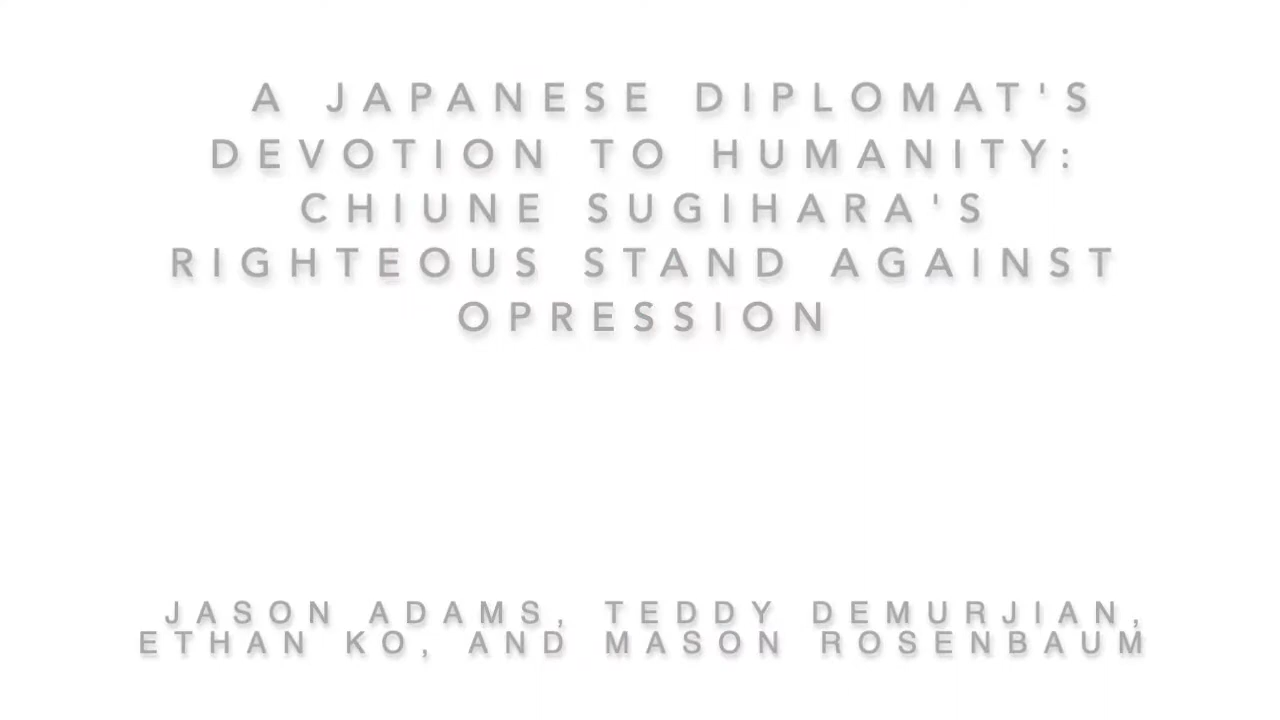 A JAPANESE DIPLOMAT'S
DEVOTION TO HUMANITY:
CHIUNE SUGIHARA'S
RIGHTEOUS STAND AGAINST
OPRESSION
JASON ADAMS, TEDDY DEMURJIAN,
ETHAN KO, AND MASON ROSENBAUM